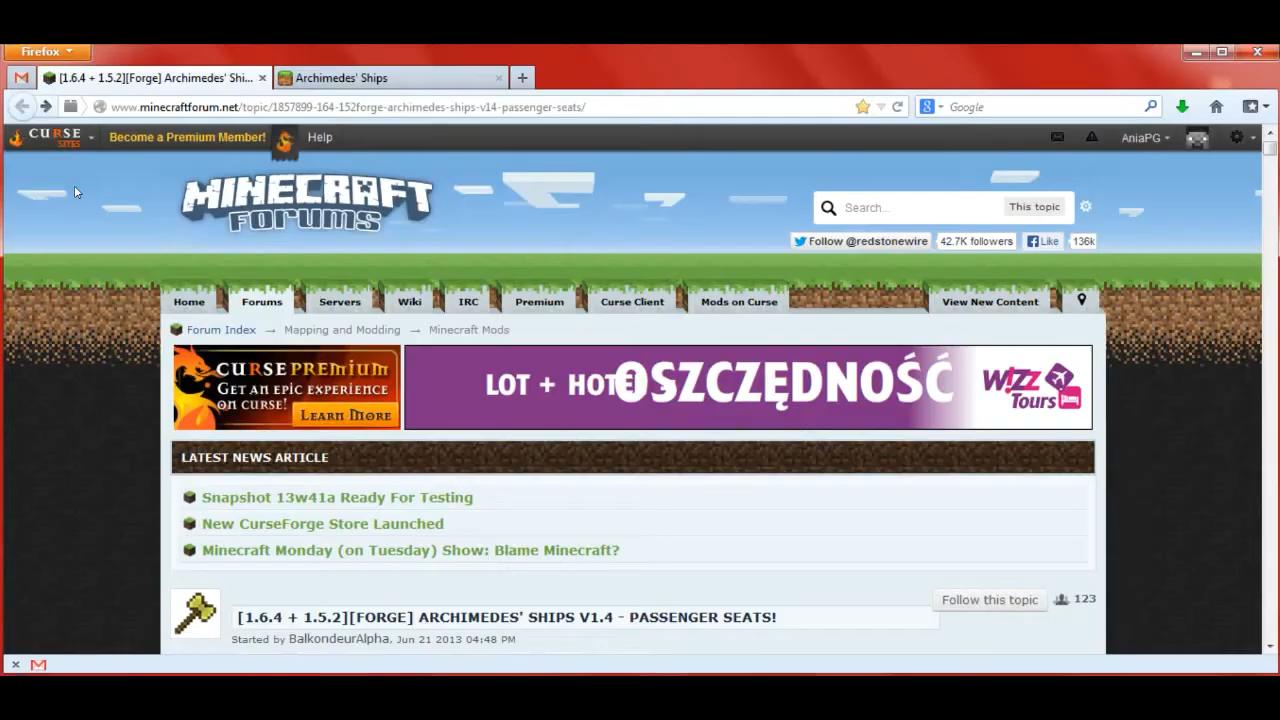 Firefox
[1.6.4 + 1.5.2][Forge] Archimedes' Shi...
Archimedes' Ships
www.minecraftforum.net/topic/1857899-164-152forge-archimedes-ships-v14-passenger-seats/
Google
CURSE SITES
Become a Premium Member!
Help
AniaPG
MINECRAFT
FORUMS
Search...
This topic
Follow @redstonewire
42.7K followers
Like
136k
Home
Forums
Servers
Wiki
IRC
Premium
Curse Client
Mods on Curse
View New Content
Forum Index → Mapping and Modding → Minecraft Mods
CURSE PREMIUM
GET AN EPIC EXPERIENCE
ON CURSE!
LEARN MORE
LOT + HOTE
OSZCZĘDNOŚĆ
WIZZ
Tours
LATEST NEWS ARTICLE
Snapshot 13w41a Ready For Testing
New CurseForge Store Launched
Minecraft Monday (on Tuesday) Show: Blame Minecraft?
Follow this topic
123
[1.6.4 + 1.5.2][FORGE] ARCHIMEDES' SHIPS V1.4 - PASSENGER SEATS!
Started by BalkondeurAlpha, Jun 21 2013 04:48 PM